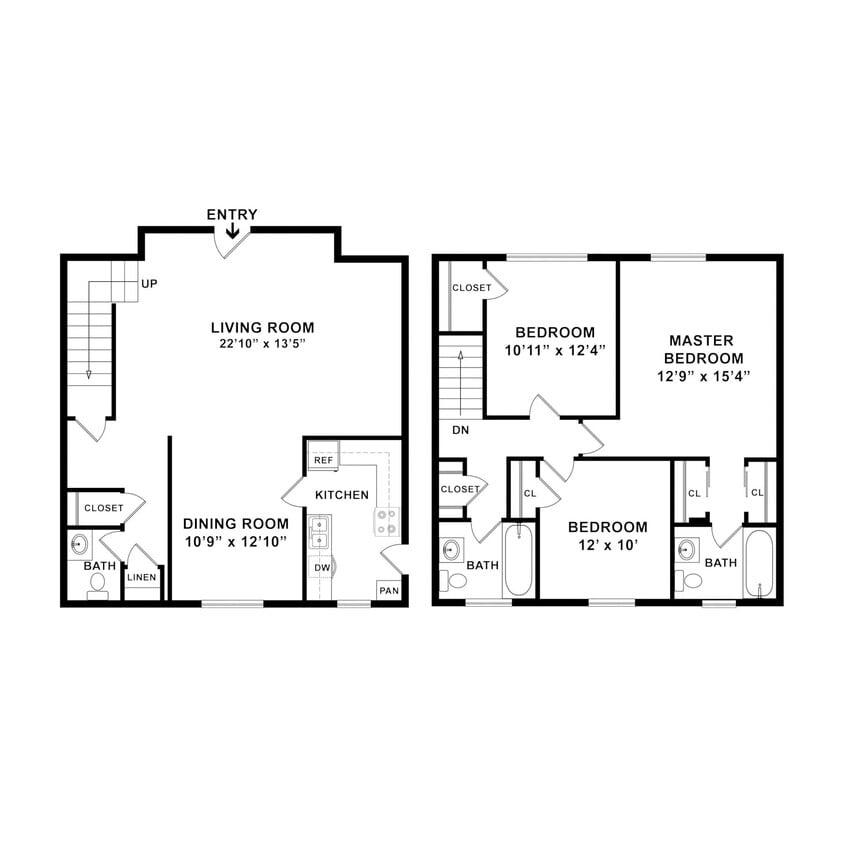 ENTRY
UP
LIVING ROOM
22'10" x 13'5"
REF
KITCHEN
CLOSET
DINING ROOM
10'9" x 12'10"
BATH
LINEN
DW
PAN
CLOSET
BEDROOM
10'11" x 12'4"
MASTER
BEDROOM
12'9" x 15'4"
DN
CLOSET
CL
CL
CL
BEDROOM
12' x 10'
BATH
BATH